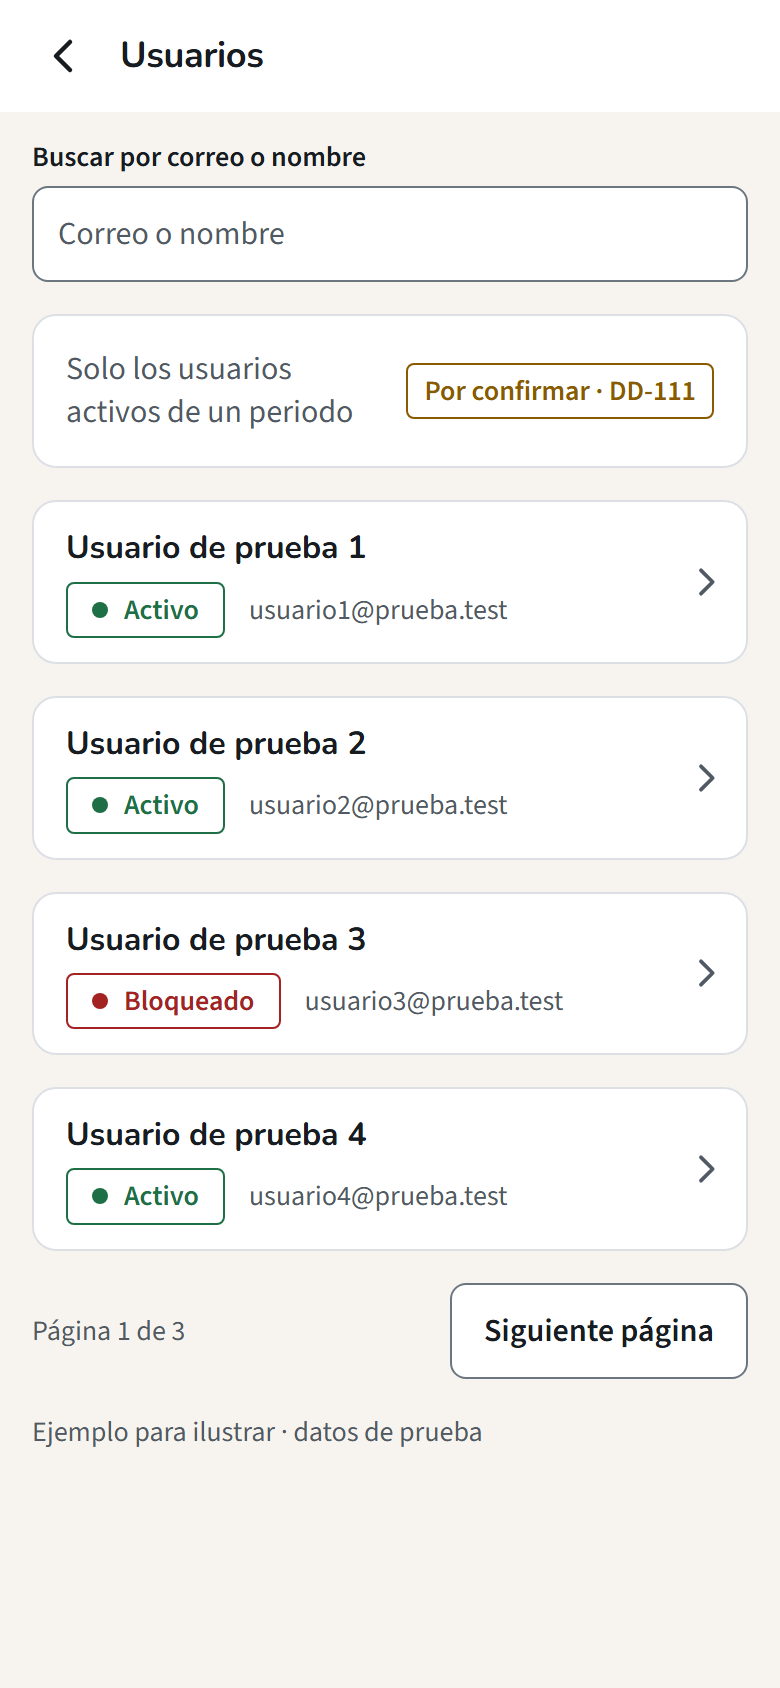 Usuarios
Buscar por correo o nombre
Correo o nombre
Solo los usuarios
activos de un periodo
Por confirmar · DD-111
Usuario de prueba 1
Activo
usuario1@prueba.test
Usuario de prueba 2
Activo
usuario2@prueba.test
Usuario de prueba 3
Bloqueado
usuario3@prueba.test
Usuario de prueba 4
Activo
usuario4@prueba.test
Página 1 de 3
Siguiente página
Ejemplo para ilustrar · datos de prueba